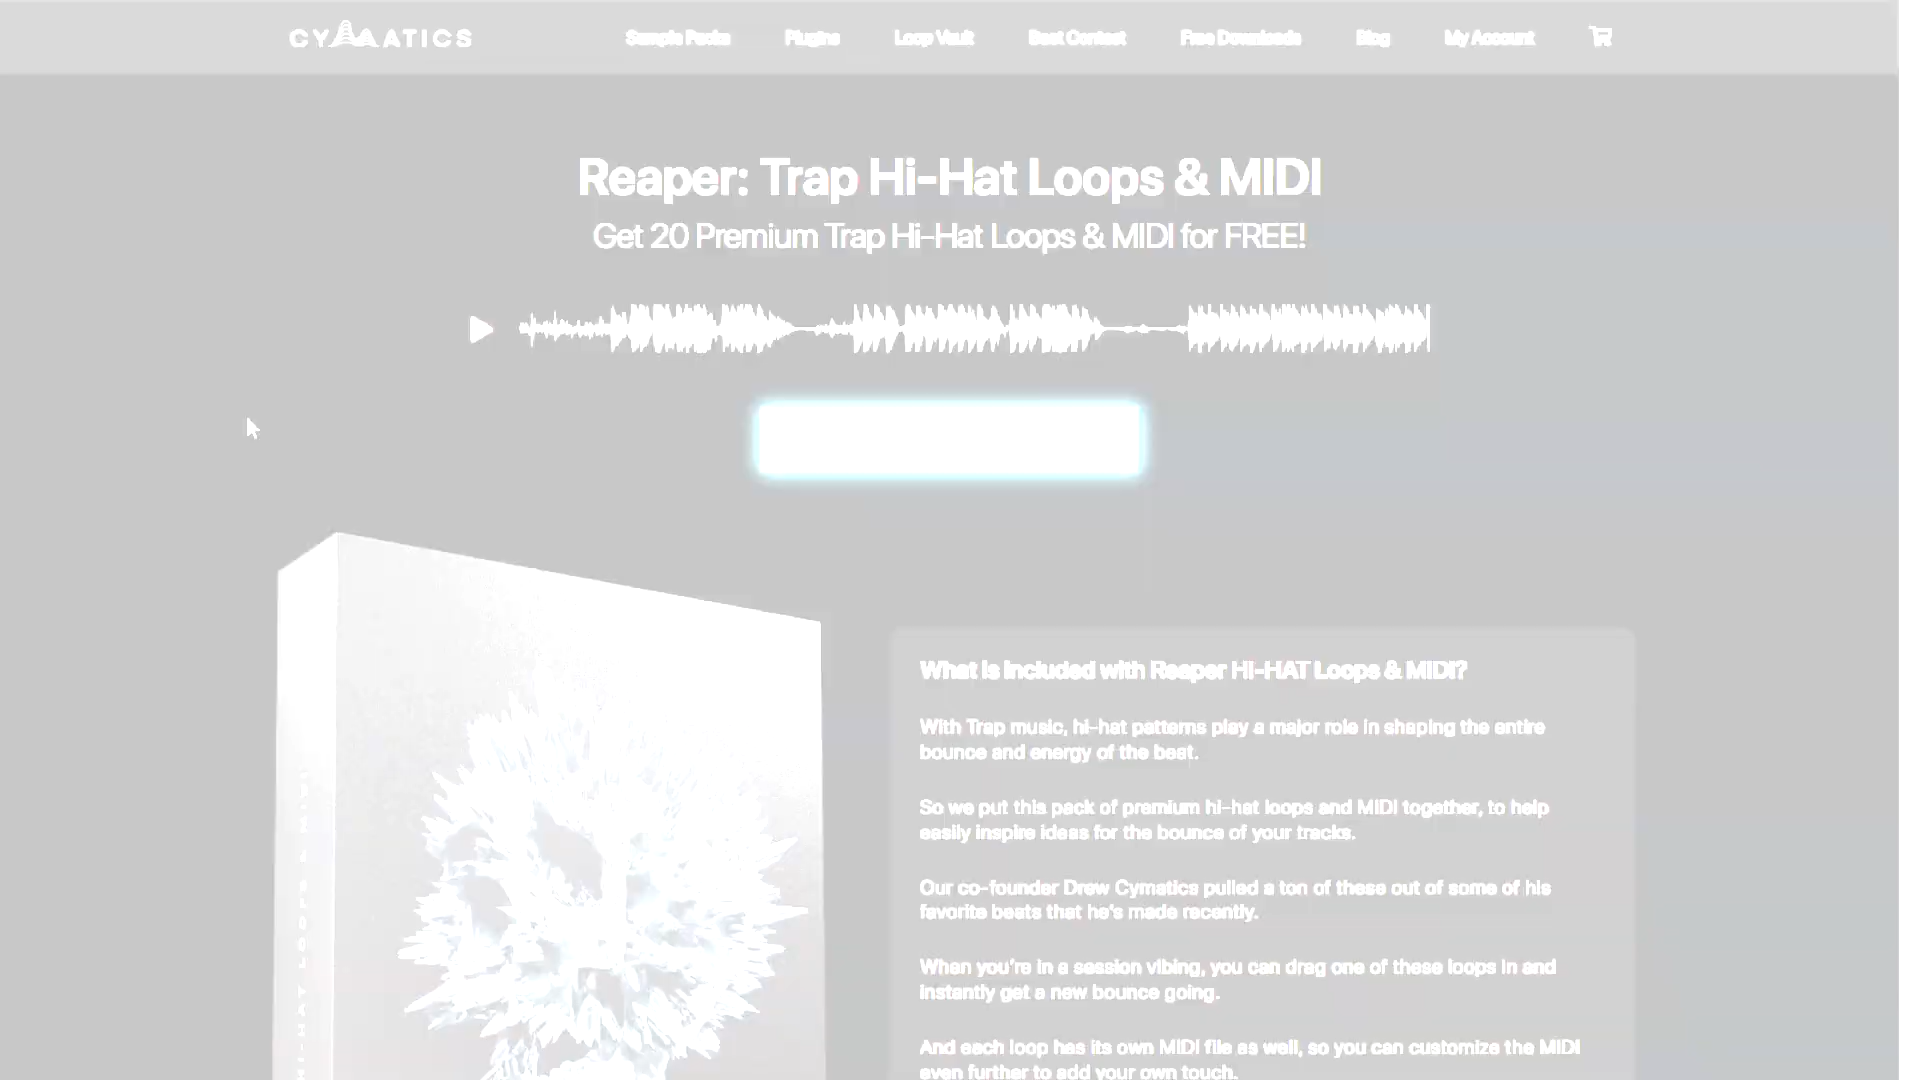 CYMATICS
Sample Packs Plugins Loop Vault Beat Contest Free Downloads Blog My Account
Reaper: Trap Hi-Hat Loops & MIDI
Get 20 Premium Trap Hi-Hat Loops & MIDI for FREE!
What is included with Reaper HI-HAT Loops & MIDI?
With Trap music, hi-hat patterns play a major role in shaping the entire
bounce and energy of the beat.
So we put this pack of premium hi-hat loops and MIDI together, to help
easily inspire ideas for the bounce of your tracks.
Our co-founder Drew Cymatics pulled a ton of these out of some of his
favorite beats that he's made recently.
When you're in a session vibing, you can drag one of these loops in and
instantly get a new bounce going.
And each loop has its own MIDI file as well, so you can customize the MIDI
even further to add your own touch.
HI-HAT LOOPS & MIDI